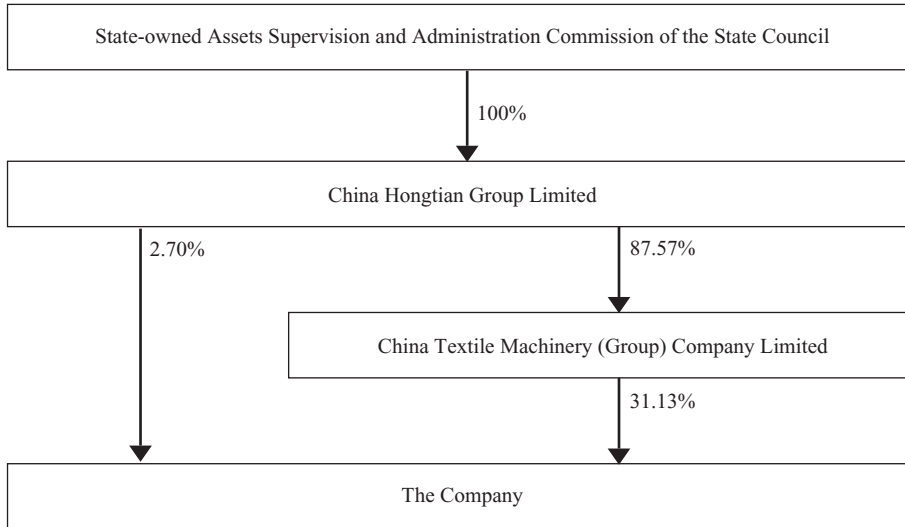 State-owned Assets Supervision and Administration Commission of the State Council
100%
China Hongtian Group Limited
2.70%
87.57%
China Textile Machinery (Group) Company Limited
31.13%
The Company